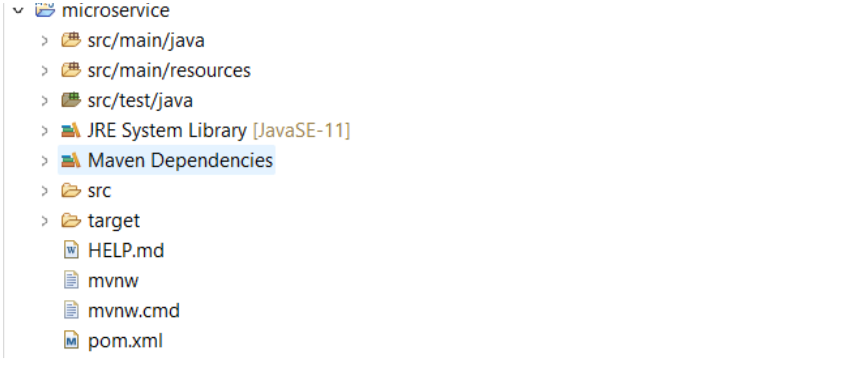 microservice
src/main/java
src/main/resources
src/test/java
JRE System Library [JavaSE-11]
Maven Dependencies
src
target
HELP.md
mvnw
mvnw.cmd
pom.xml